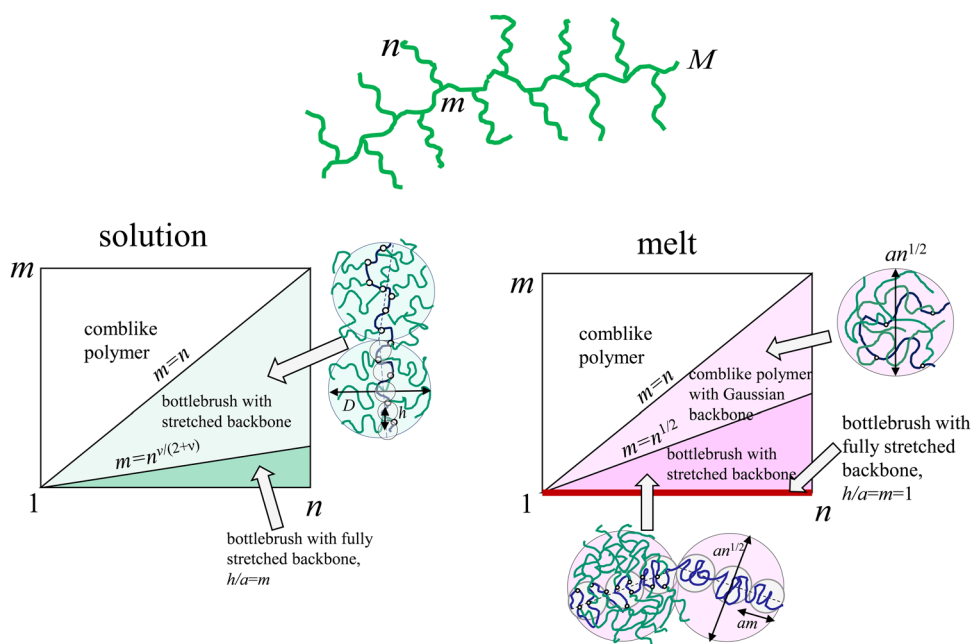 n
M
m
solution
melt
m
comblike
polymer
m=n
bottlebrush with
stretched backbone
m=n^ν/(2+ν)
1
n
bottlebrush with fully
stretched backbone,
h/a=m
D
h
m
comblike
polymer
m=n
comblike polymer
with Gaussian
backbone
m=n^1/2
bottlebrush with
stretched backbone
1
n
an^1/2
bottlebrush with
fully stretched
backbone,
h/a=m=1
an^1/2
am